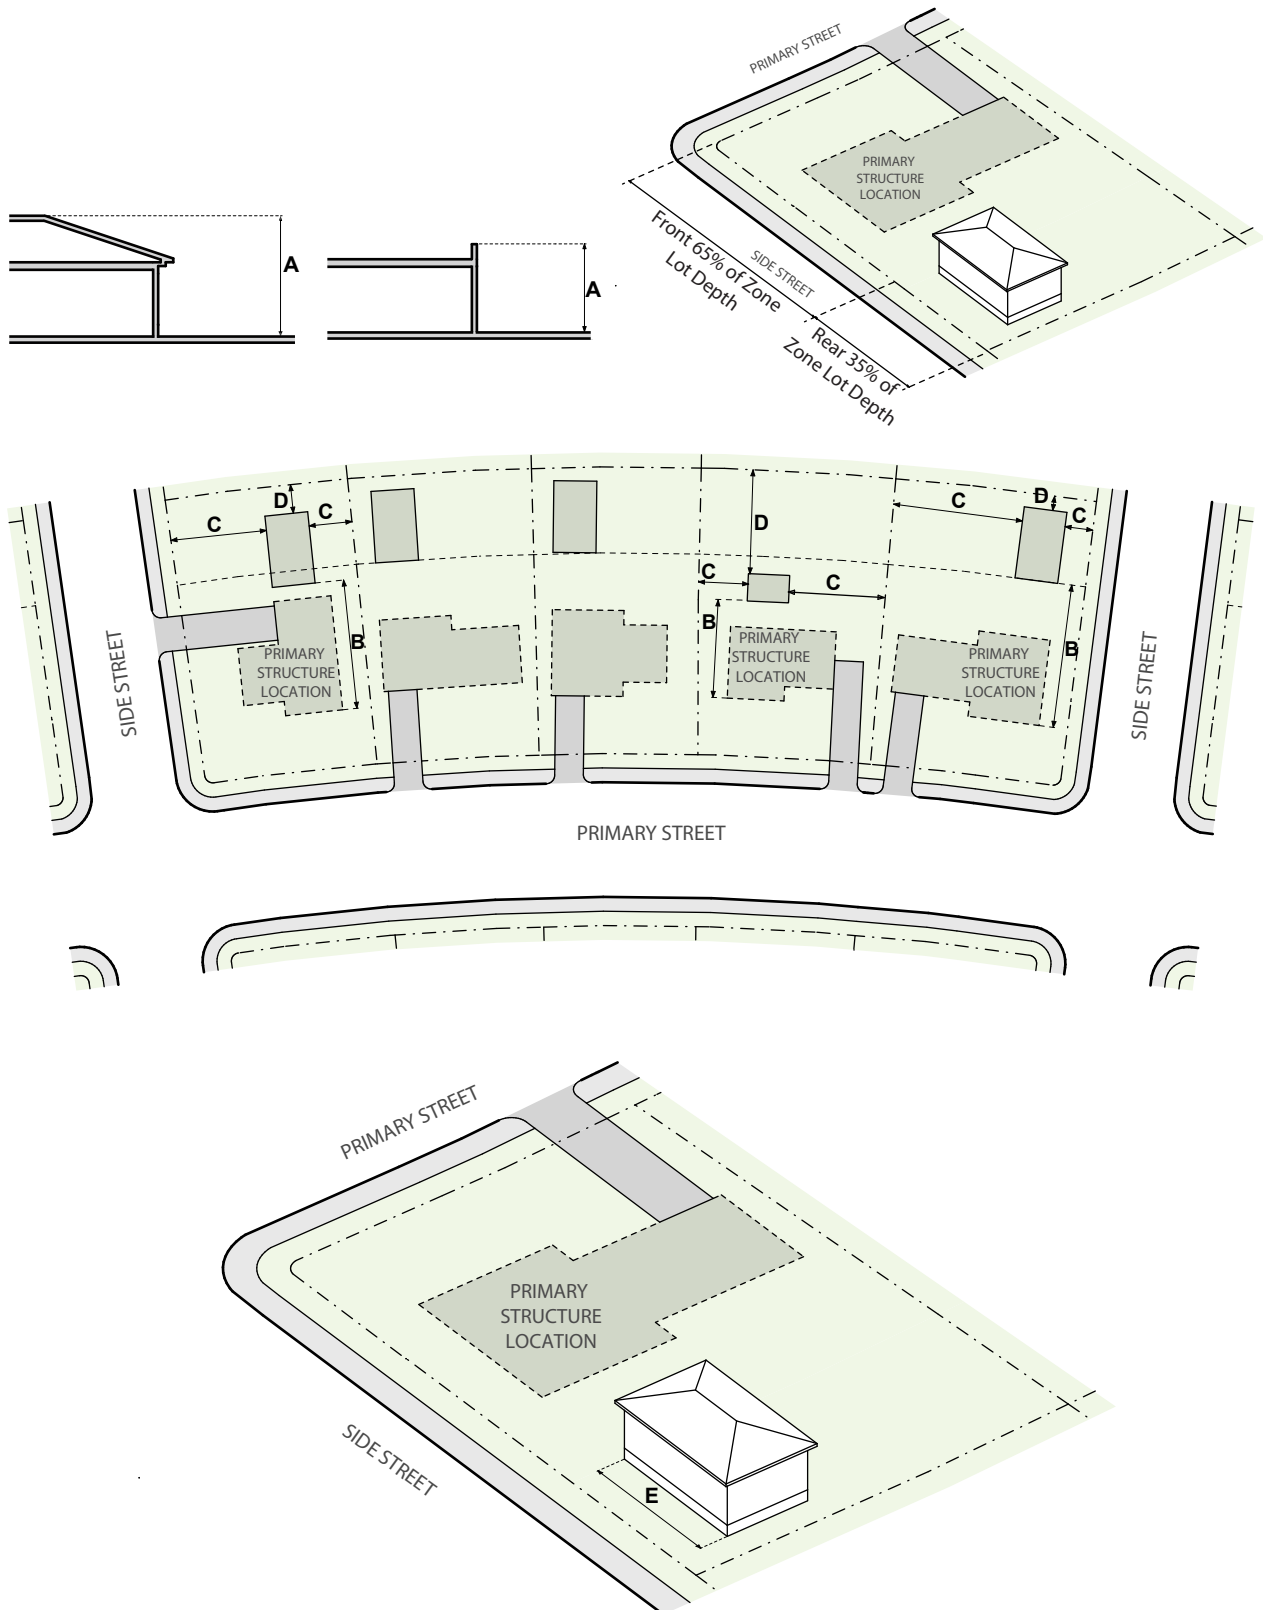 PRIMARY STREET
PRIMARY
STRUCTURE
LOCATION
A
A
SIDE STREET
Front 65% of Zone
Lot Depth
Rear 35% of
Zone Lot Depth
D
C
C
B
PRIMARY
STRUCTURE
LOCATION
SIDE STREET
D
C
C
B
PRIMARY
STRUCTURE
LOCATION
C
D
C
B
PRIMARY
STRUCTURE
LOCATION
SIDE STREET
PRIMARY STREET
PRIMARY STREET
PRIMARY
STRUCTURE
LOCATION
SIDE STREET
E